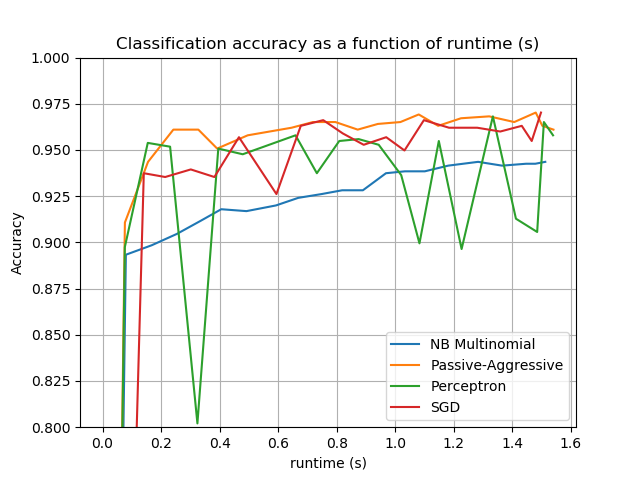 Classification accuracy as a function of runtime (s)
1.000
0.975
0.950
0.925
0.900
0.875
0.850
0.825
0.800
Accuracy
NB Multinomial
Passive-Aggressive
Perceptron
SGD
0.0 0.2 0.4 0.6 0.8 1.0 1.2 1.4 1.6
runtime (s)